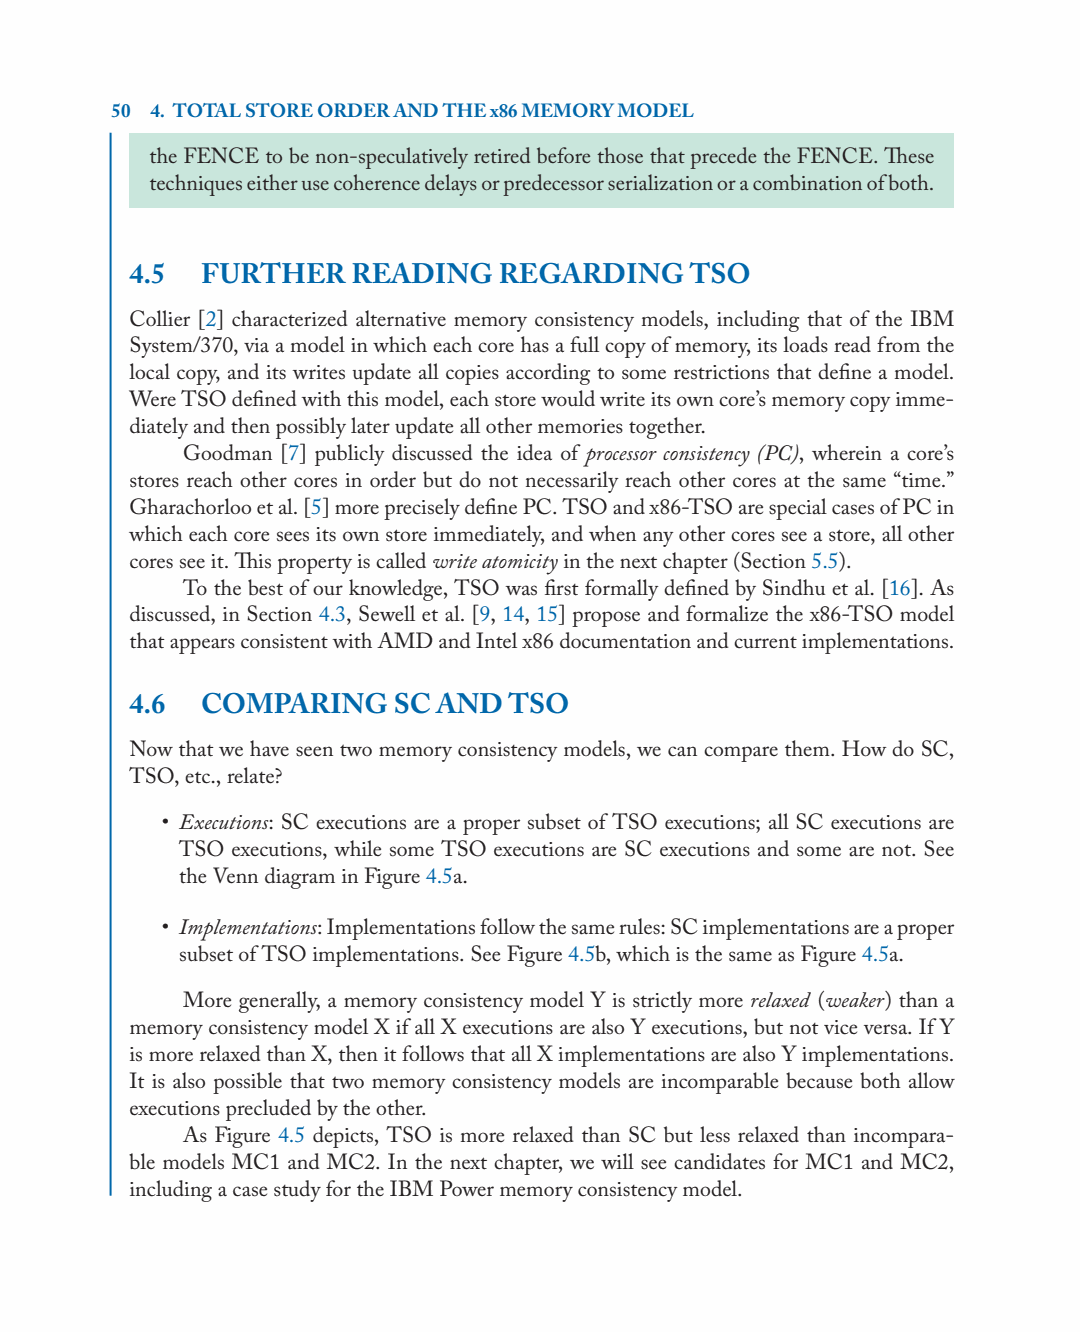 50 4. TOTAL STORE ORDER AND THE x86 MEMORY MODEL
the FENCE to be non-speculatively retired before those that precede the FENCE. These
techniques either use coherence delays or predecessor serialization or a combination of both.
4.5 FURTHER READING REGARDING TSO
Collier [2] characterized alternative memory consistency models, including that of the IBM
System/370, via a model in which each core has a full copy of memory, its loads read from the
local copy, and its writes update all copies according to some restrictions that define a model.
Were TSO defined with this model, each store would write its own core’s memory copy imme-
diately and then possibly later update all other memories together.
Goodman [7] publicly discussed the idea of processor consistency (PC), wherein a core’s
stores reach other cores in order but do not necessarily reach other cores at the same “time.”
Gharachorloo et al. [5] more precisely define PC. TSO and x86-TSO are special cases of PC in
which each core sees its own store immediately, and when any other cores see a store, all other
cores see it. This property is called write atomicity in the next chapter (Section 5.5).
To the best of our knowledge, TSO was first formally defined by Sindhu et al. [16]. As
discussed, in Section 4.3, Sewell et al. [9, 14, 15] propose and formalize the x86-TSO model
that appears consistent with AMD and Intel x86 documentation and current implementations.
4.6 COMPARING SC AND TSO
Now that we have seen two memory consistency models, we can compare them. How do SC,
TSO, etc., relate?
• Executions: SC executions are a proper subset of TSO executions; all SC executions are
TSO executions, while some TSO executions are SC executions and some are not. See
the Venn diagram in Figure 4.5a.
• Implementations: Implementations follow the same rules: SC implementations are a proper
subset of TSO implementations. See Figure 4.5b, which is the same as Figure 4.5a.
More generally, a memory consistency model Y is strictly more relaxed (weaker) than a
memory consistency model X if all X executions are also Y executions, but not vice versa. If Y
is more relaxed than X, then it follows that all X implementations are also Y implementations.
It is also possible that two memory consistency models are incomparable because both allow
executions precluded by the other.
As Figure 4.5 depicts, TSO is more relaxed than SC but less relaxed than incompara-
ble models MC1 and MC2. In the next chapter, we will see candidates for MC1 and MC2,
including a case study for the IBM Power memory consistency model.